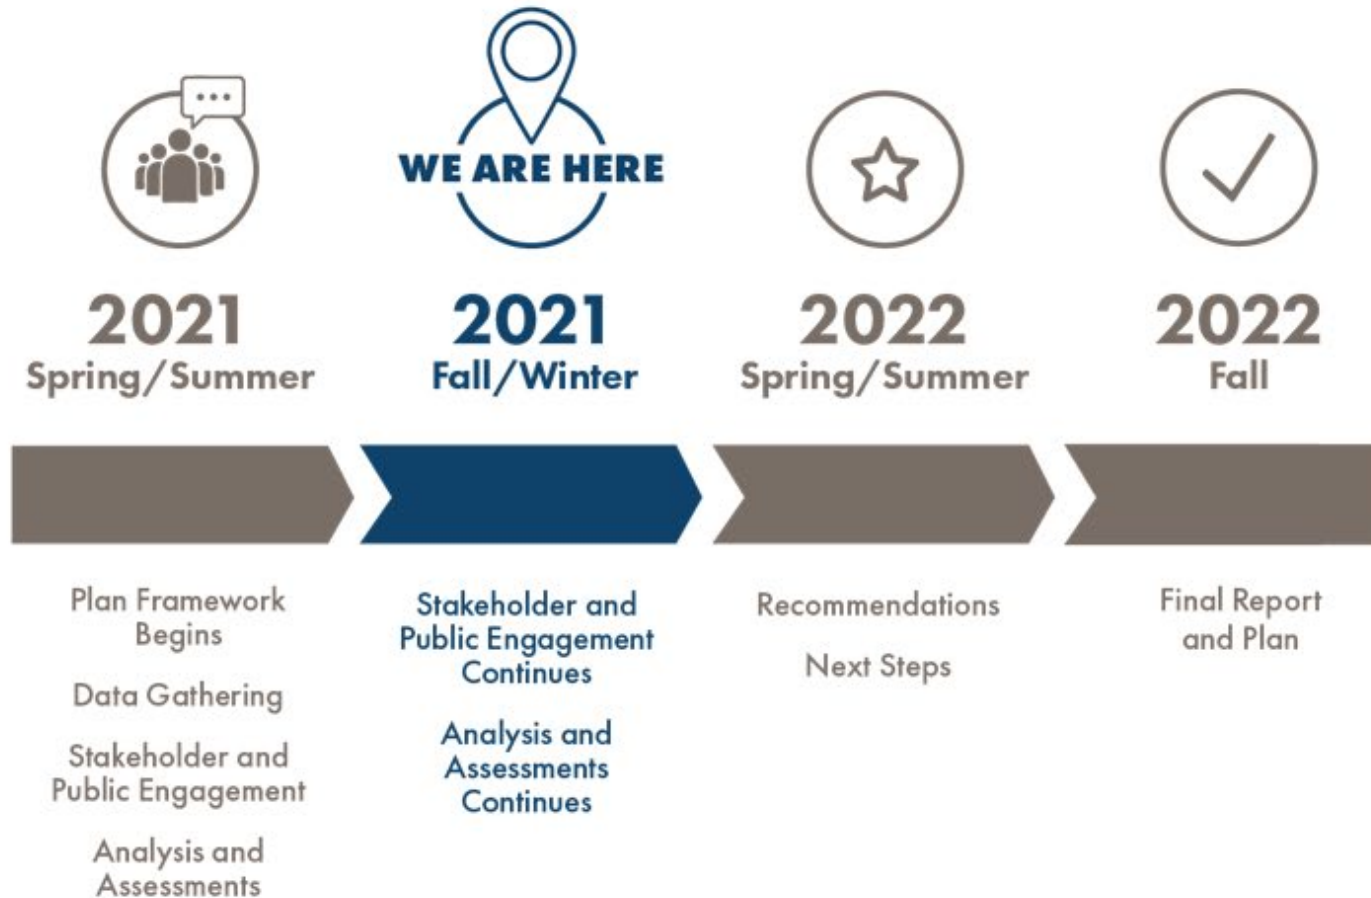 WE ARE HERE
2021
Spring/Summer
2021
Fall/Winter
2022
Spring/Summer
2022
Fall
Plan Framework
Begins
Data Gathering
Stakeholder and
Public Engagement
Analysis and
Assessments
Stakeholder and
Public Engagement
Continues
Analysis and
Assessments
Continues
Recommendations
Next Steps
Final Report
and Plan